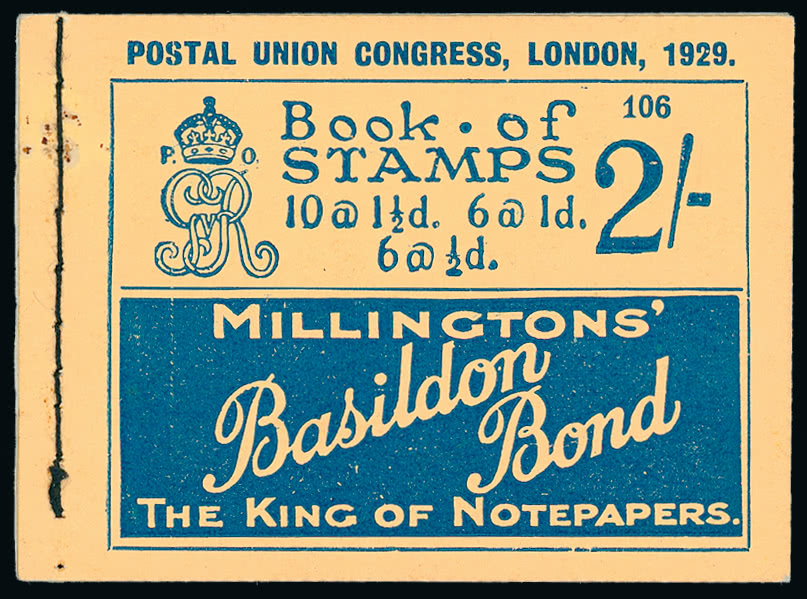 POSTAL UNION CONGRESS, LONDON, 1929.
106
P. O.
GR
Book · of
STAMPS
2/-
10 @ 1½d. 6 @ 1d.
6 @ ½d.
MILLINGTONS'
Basildon
Bond
THE KING OF NOTEPAPERS.